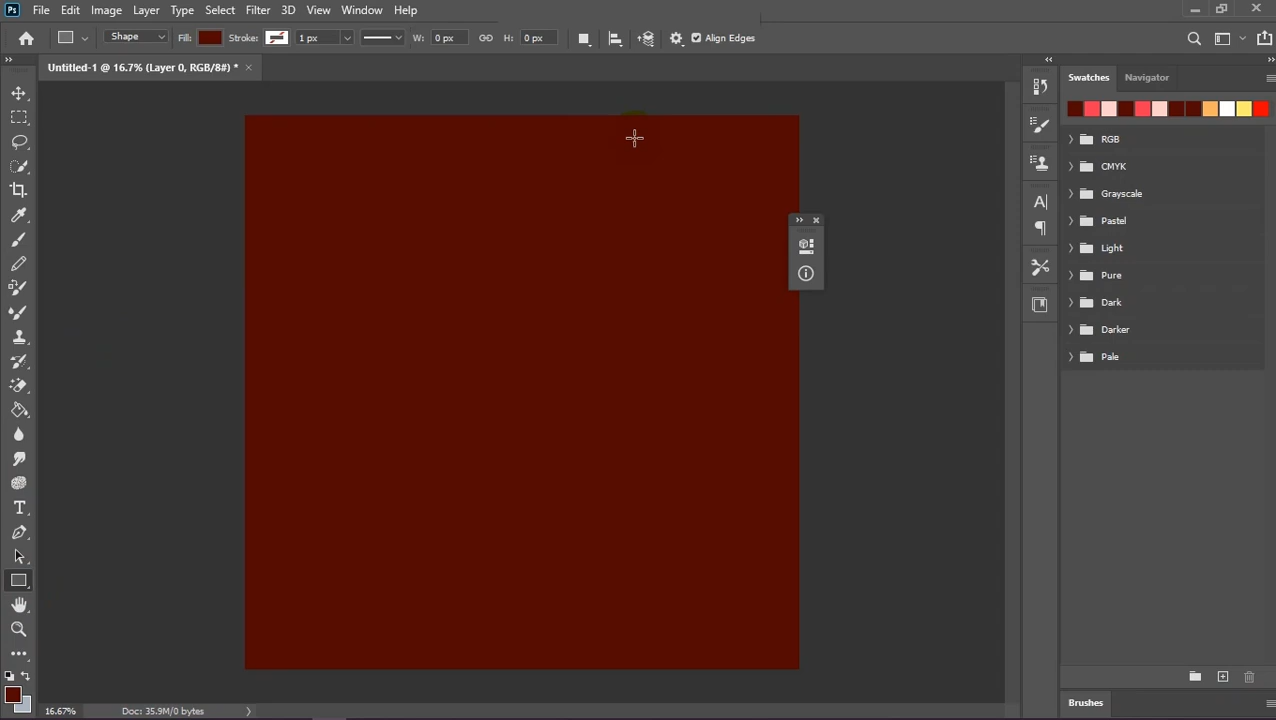 Ps File Edit Image Layer Type Select Filter 3D View Window Help
Shape Fill: Stroke: 1 px W: 0 px H: 0 px Align Edges
Untitled-1 @ 16.7% (Layer 0, RGB/8#) *
Swatches Navigator
RGB
CMYK
Grayscale
Pastel
Light
Pure
Dark
Darker
Pale
Brushes
16.67% Doc: 35.9M/0 bytes